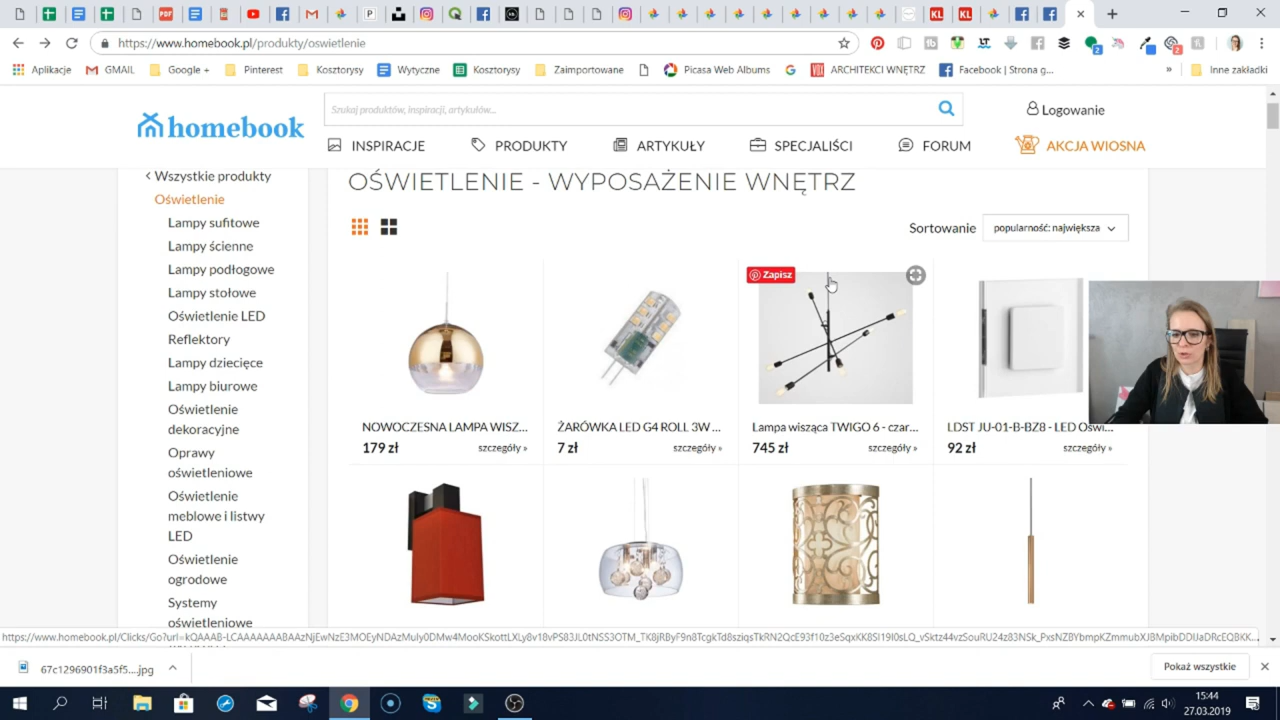 https://www.homebook.pl/produkty/oswietlenie
Aplikacje
GMAIL
Google +
Pinterest
Kosztorysy
Wytyczne
Kosztorysy
Zaimportowane
Picasa Web Albums
ARCHITEKCI WNĘTRZ
Facebook | Strona g...
»
Inne zakładki
homebook
Szukaj produktów, inspiracji, artykułów...
Logowanie
INSPIRACJE
PRODUKTY
ARTYKUŁY
SPECJALIŚCI
FORUM
AKCJA WIOSNA
Wszystkie produkty
Oświetlenie
Lampy sufitowe
Lampy ścienne
Lampy podłogowe
Lampy stołowe
Oświetlenie LED
Reflektory
Lampy dziecięce
Lampy biurowe
Oświetlenie
dekoracyjne
Oprawy
oświetleniowe
Oświetlenie
meblowe i listwy
LED
Oświetlenie
ogrodowe
Systemy
oświetleniowe
OŚWIETLENIE - WYPOSAŻENIE WNĘTRZ
Sortowanie
popularność: największa
Zapisz
NOWOCZESNA LAMPA WISZ...
179 zł
szczegóły »
ŻARÓWKA LED G4 ROLL 3W ...
7 zł
szczegóły »
Lampa wisząca TWIGO 6 - czar...
745 zł
szczegóły »
LDST JU-01-B-BZ8 - LED Oświ...
92 zł
szczegóły »
67c1296901f3a5f5....jpg
Pokaż wszystkie
15:44
27.03.2019